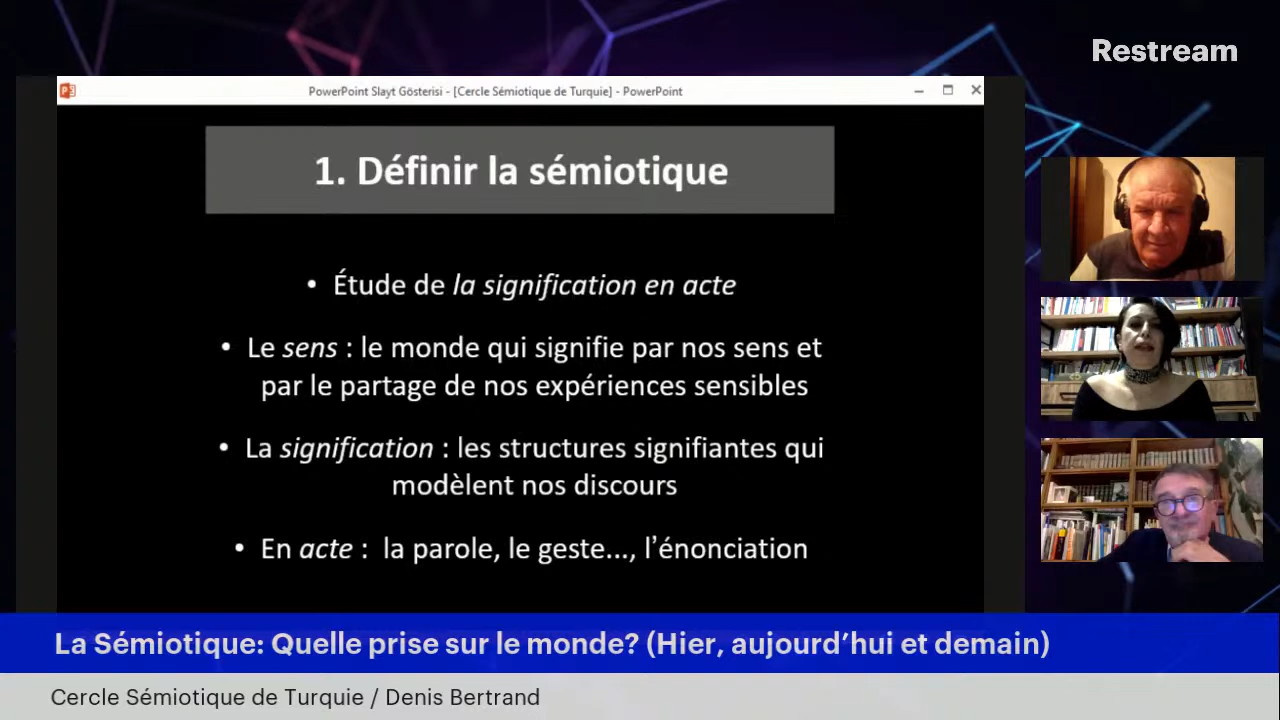 Restream
PowerPoint Slayt Gösterisi - [Cercle Sémiotique de Turquie] - PowerPoint
1. Définir la sémiotique
• Étude de la signification en acte
• Le sens : le monde qui signifie par nos sens et
par le partage de nos expériences sensibles
• La signification : les structures signifiantes qui
modèlent nos discours
• En acte : la parole, le geste..., l'énonciation
La Sémiotique: Quelle prise sur le monde? (Hier, aujourd’hui et demain)
Cercle Sémiotique de Turquie / Denis Bertrand